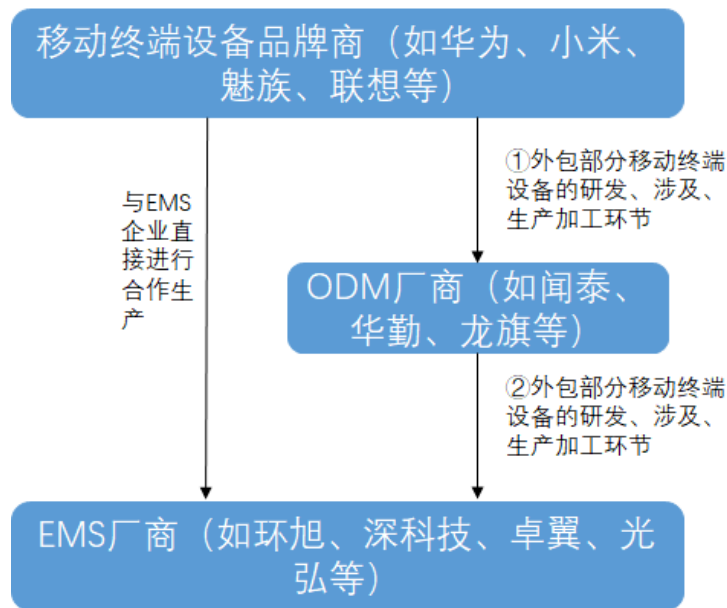 移动终端设备品牌商（如华为、小米、
魅族、联想等）
①外包部分移动终端
设备的研发、涉及、
生产加工环节
与EMS
企业直
接进行
合作生
产
ODM厂商（如闻泰、
华勤、龙旗等）
②外包部分移动终端
设备的研发、涉及、
生产加工环节
EMS厂商（如环旭、深科技、卓翼、光
弘等）